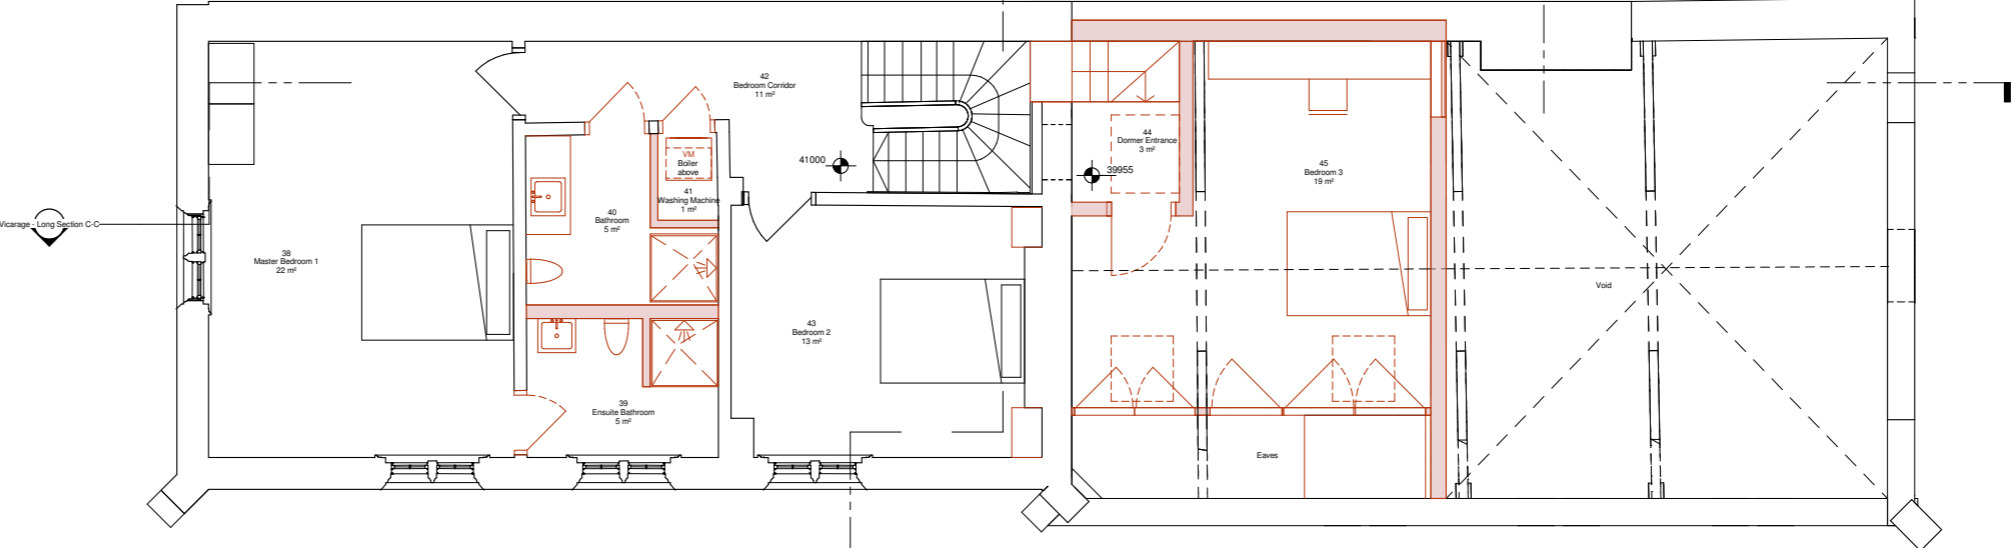 42
Bedroom Corridor
11 m²
VM
Boiler
above
41
Washing Machine
1 m²
41000
44
Dormer Entrance
3 m²
39955
45
Bedroom 3
19 m²
40
Bathroom
5 m²
Vicarage - Long Section C-C
38
Master Bedroom 1
22 m²
Void
43
Bedroom 2
13 m²
39
Ensuite Bathroom
5 m²
Eaves